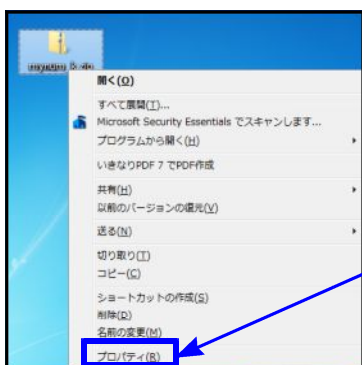 開く(O)
すべて展開(T)...
Microsoft Security Essentials でスキャンします...
プログラムから開く(H)
いきなりPDF 7 でPDF作成
共有(H)
以前のバージョンの復元(V)
送る(N)
切り取り(T)
コピー(C)
ショートカットの作成(S)
削除(D)
名前の変更(M)
プロパティ(R)